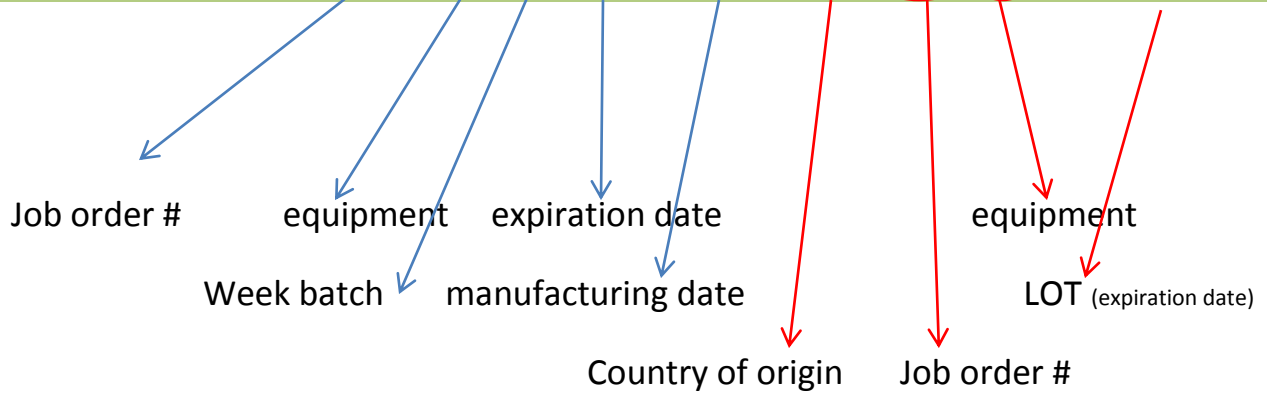 Job order # equipment expiration date equipment
Week batch manufacturing date LOT (expiration date)
Country of origin Job order #